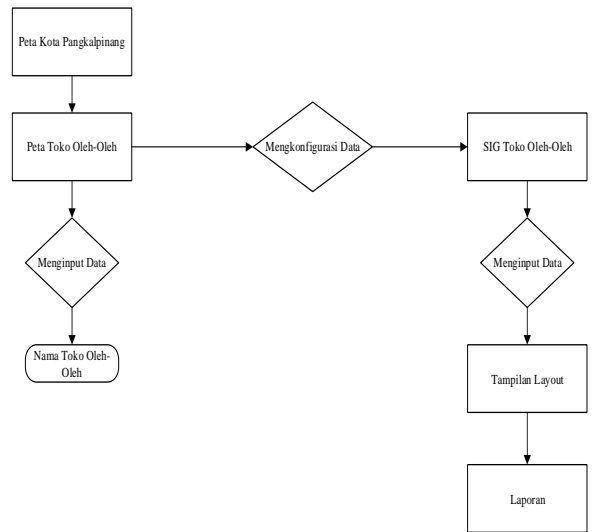 Peta Kota Pangkalpinang
Peta Toko Oleh-Oleh
Mengkonfigurasi Data
SIG Toko Oleh-Oleh
Menginput Data
Menginput Data
Nama Toko Oleh-
Oleh
Tampilan Layout
Laporan